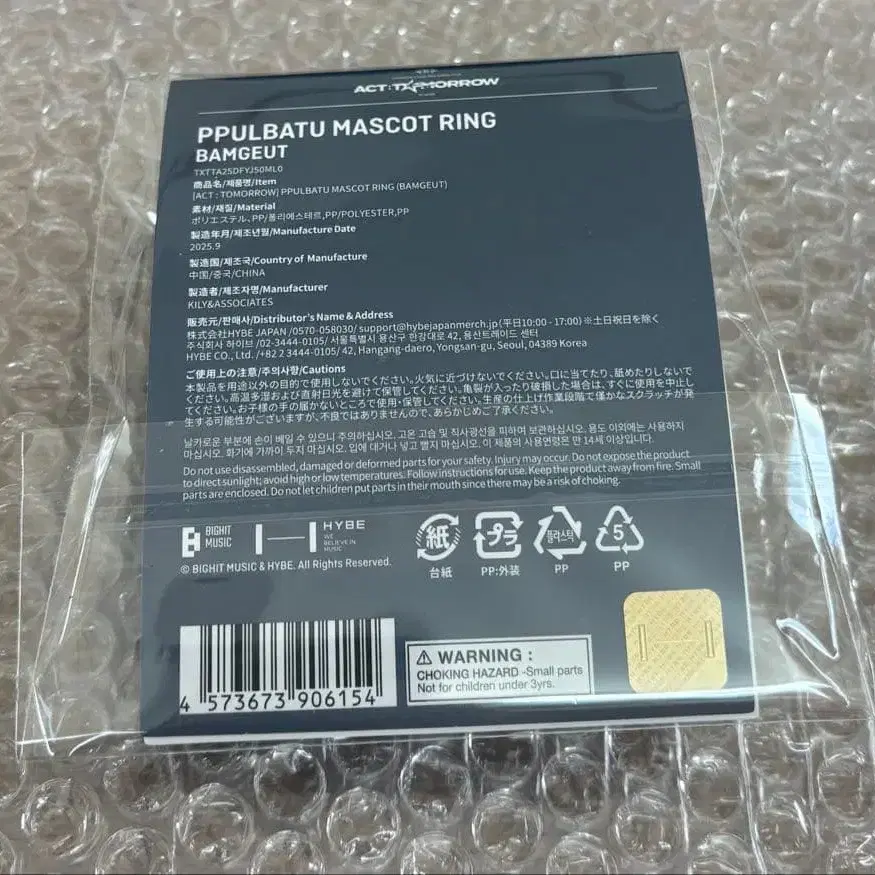 ACT : TOMORROW
PPULBATU MASCOT RING
BAMGEUT
TXTTA25DFYJ50ML0
商品名/제품명/Item
[ACT : TOMORROW] PPULBATU MASCOT RING (BAMGEUT)
素材/재질/Material
ポリエステル、PP/폴리에스테르,PP/POLYESTER,PP
製造年月/제조년월/Manufacture Date
2025.9
製造国/제조국/Country of Manufacture
中国/중국/CHINA
製造者/제조자명/Manufacturer
KILY&ASSOCIATES
販売元/판매사/Distributor's Name & Address
株式会社HYBE JAPAN /0570-058030/ support@hybejapanmerch.jp(平日10:00 - 17:00)※土日祝日を除く
주식회사 하이브 /02-3444-0105/ 서울특별시 용산구 한강대로 42, 용산트레이드 센터
HYBE CO., Ltd. /+82 2 3444-0105/ 42, Hangang-daero, Yongsan-gu, Seoul, 04389 Korea
ご使用上の注意/주의사항/Cautions
本製品を用途以外の目的で使用しないでください。火気に近づけないでください。口に当てたり、舐めたりしないで
ください。高温多湿および直射日光を避けて保管してください。亀裂が入ったり破損した場合は、すぐに使用を中止し
てください。お子様の手の届かないところで使用・保管してください。生産の仕上げ作業段階で僅かなスクラッチが発
生する可能性がございますが、不良ではありませんので、あらかじめご了承ください。
날카로운 부분에 손이 베일 수 있으니 주의하십시오. 고온 고습 및 직사광선을 피하여 보관하십시오. 용도 이외에는 사용하지
마십시오. 화기에 가까이 두지 마십시오. 입에 대거나 넣고 빨지 마십시오. 이 제품의 사용연령은 만 14세 이상입니다.
Do not use disassembled, damaged or deformed parts for your safety. Injury may occur. Do not expose the product
to direct sunlight; avoid high or low temperatures. Follow instructions for use. Keep the product away from fire. Small
parts are enclosed. Do not let children put parts in their mouth since there may be a risk of choking.
BIGHIT
MUSIC
HYBE
WE
BELIEVE IN
MUSIC
© BIGHIT MUSIC & HYBE. All Rights Reserved.
紙
台紙
プラ
PP:外装
플라스틱
PP
5
PP
4 573673 906154
WARNING :
CHOKING HAZARD -Small parts
Not for children under 3yrs.